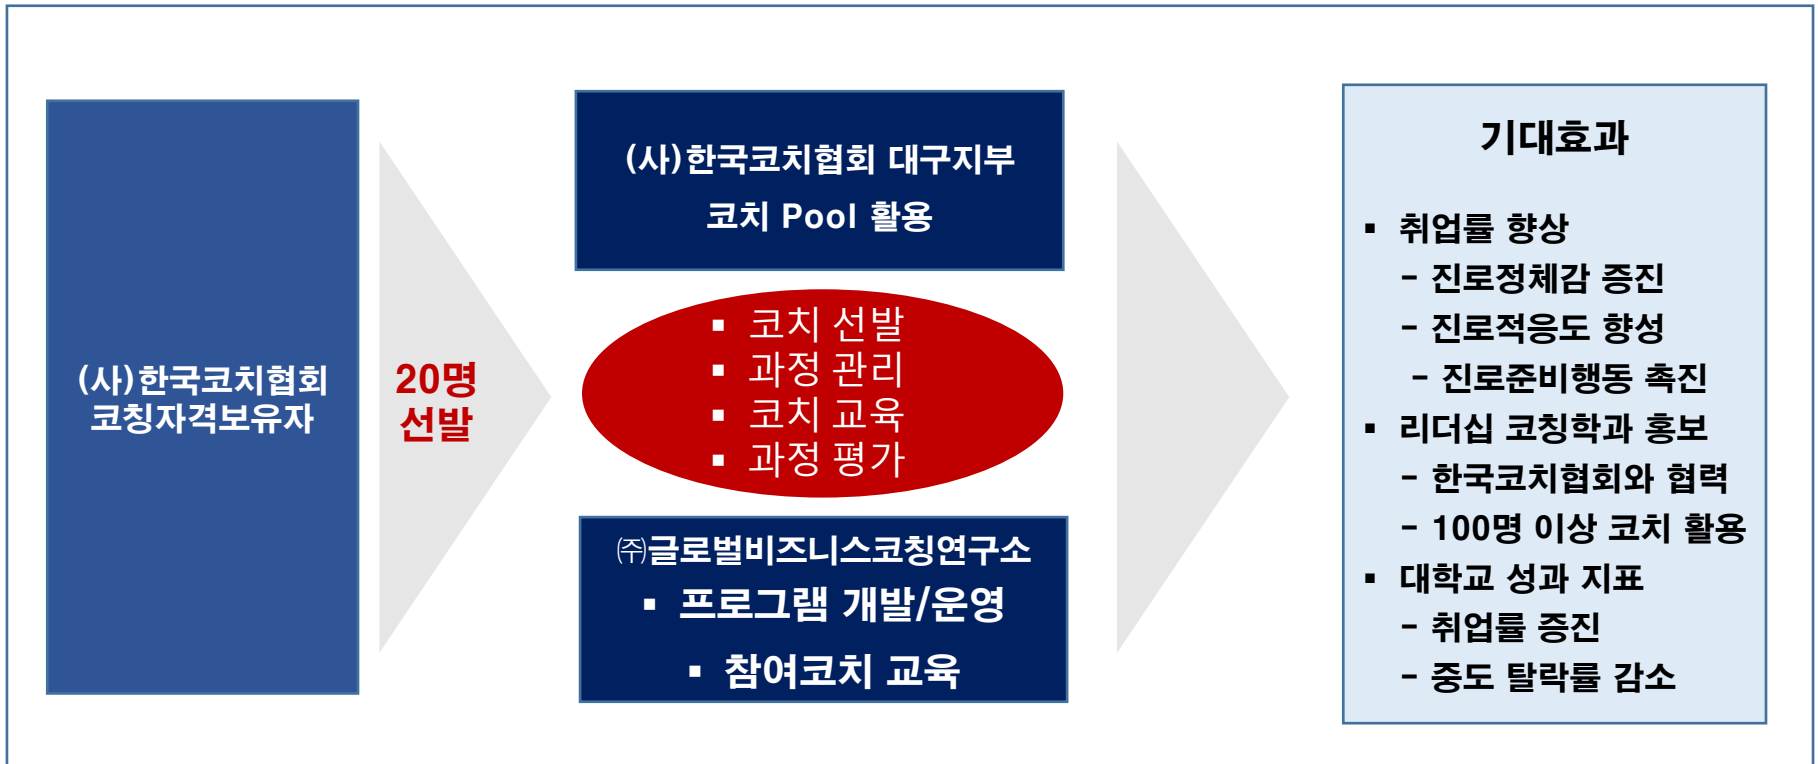 (사)한국코치협회
코칭자격보유자
20명
선발
(사)한국코치협회 대구지부
코치 Pool 활용
▪ 코치 선발
▪ 과정 관리
▪ 코치 교육
▪ 과정 평가
㈜글로벌비즈니스코칭연구소
▪ 프로그램 개발/운영
▪ 참여코치 교육
기대효과
▪ 취업률 향상
- 진로정체감 증진
- 진로적응도 향성
- 진로준비행동 촉진
▪ 리더십 코칭학과 홍보
- 한국코치협회와 협력
- 100명 이상 코치 활용
▪ 대학교 성과 지표
- 취업률 증진
- 중도 탈락률 감소